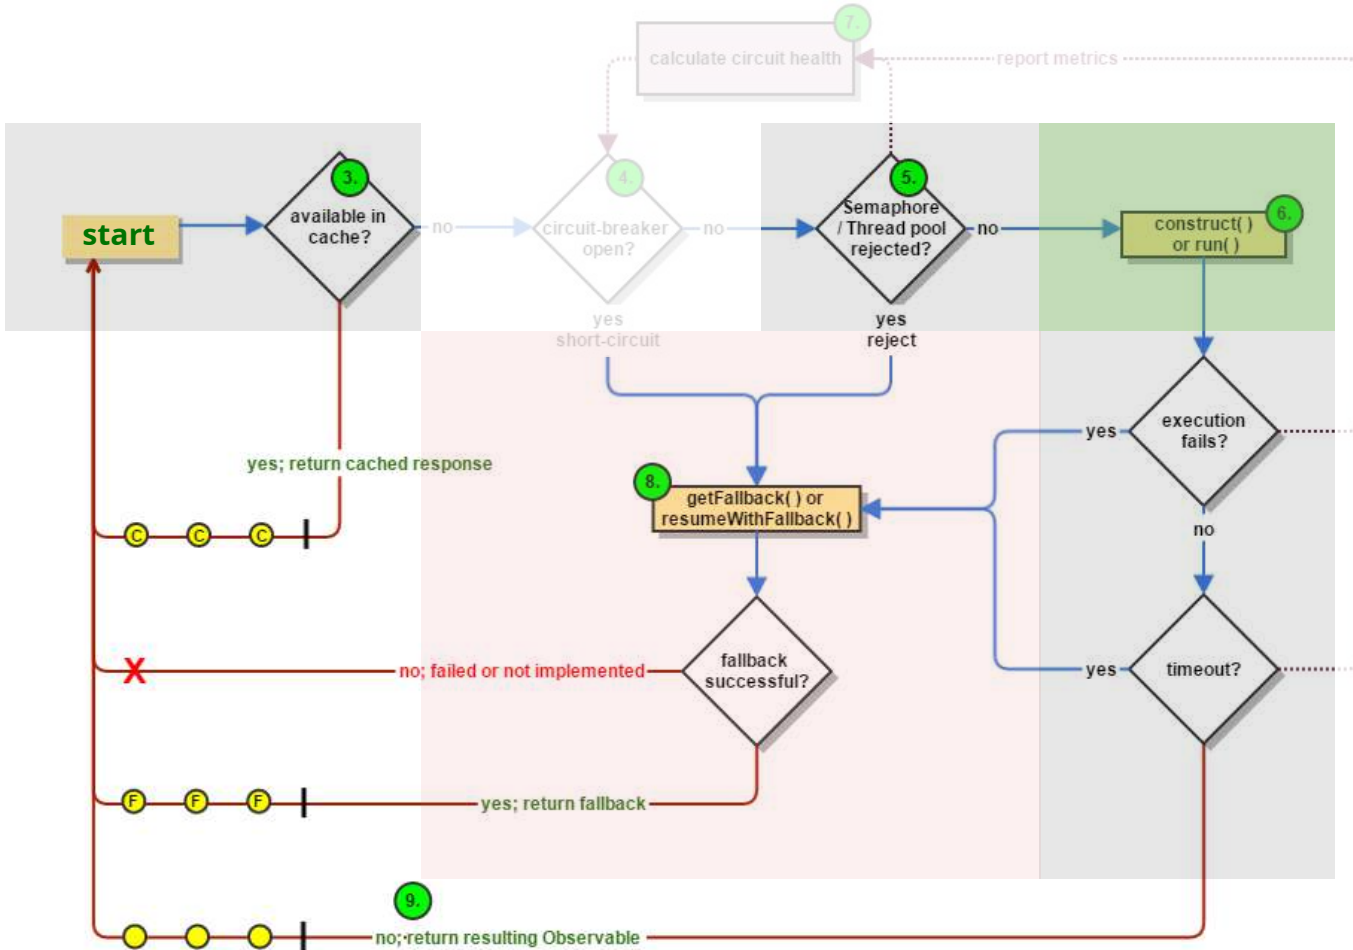 7.
calculate circuit health
report metrics
3.
4.
5.
6.
start
available in
cache?
no
circuit-breaker
open?
no
Semaphore
/ Thread pool
rejected?
no
construct( )
or run( )
yes
short-circuit
yes
reject
execution
fails?
yes
yes; return cached response
8.
getFallback( ) or
resumeWithFallback( )
no
C C C
X
no; failed or not implemented
fallback
successful?
yes
timeout?
F F F
yes; return fallback
9.
no; return resulting Observable